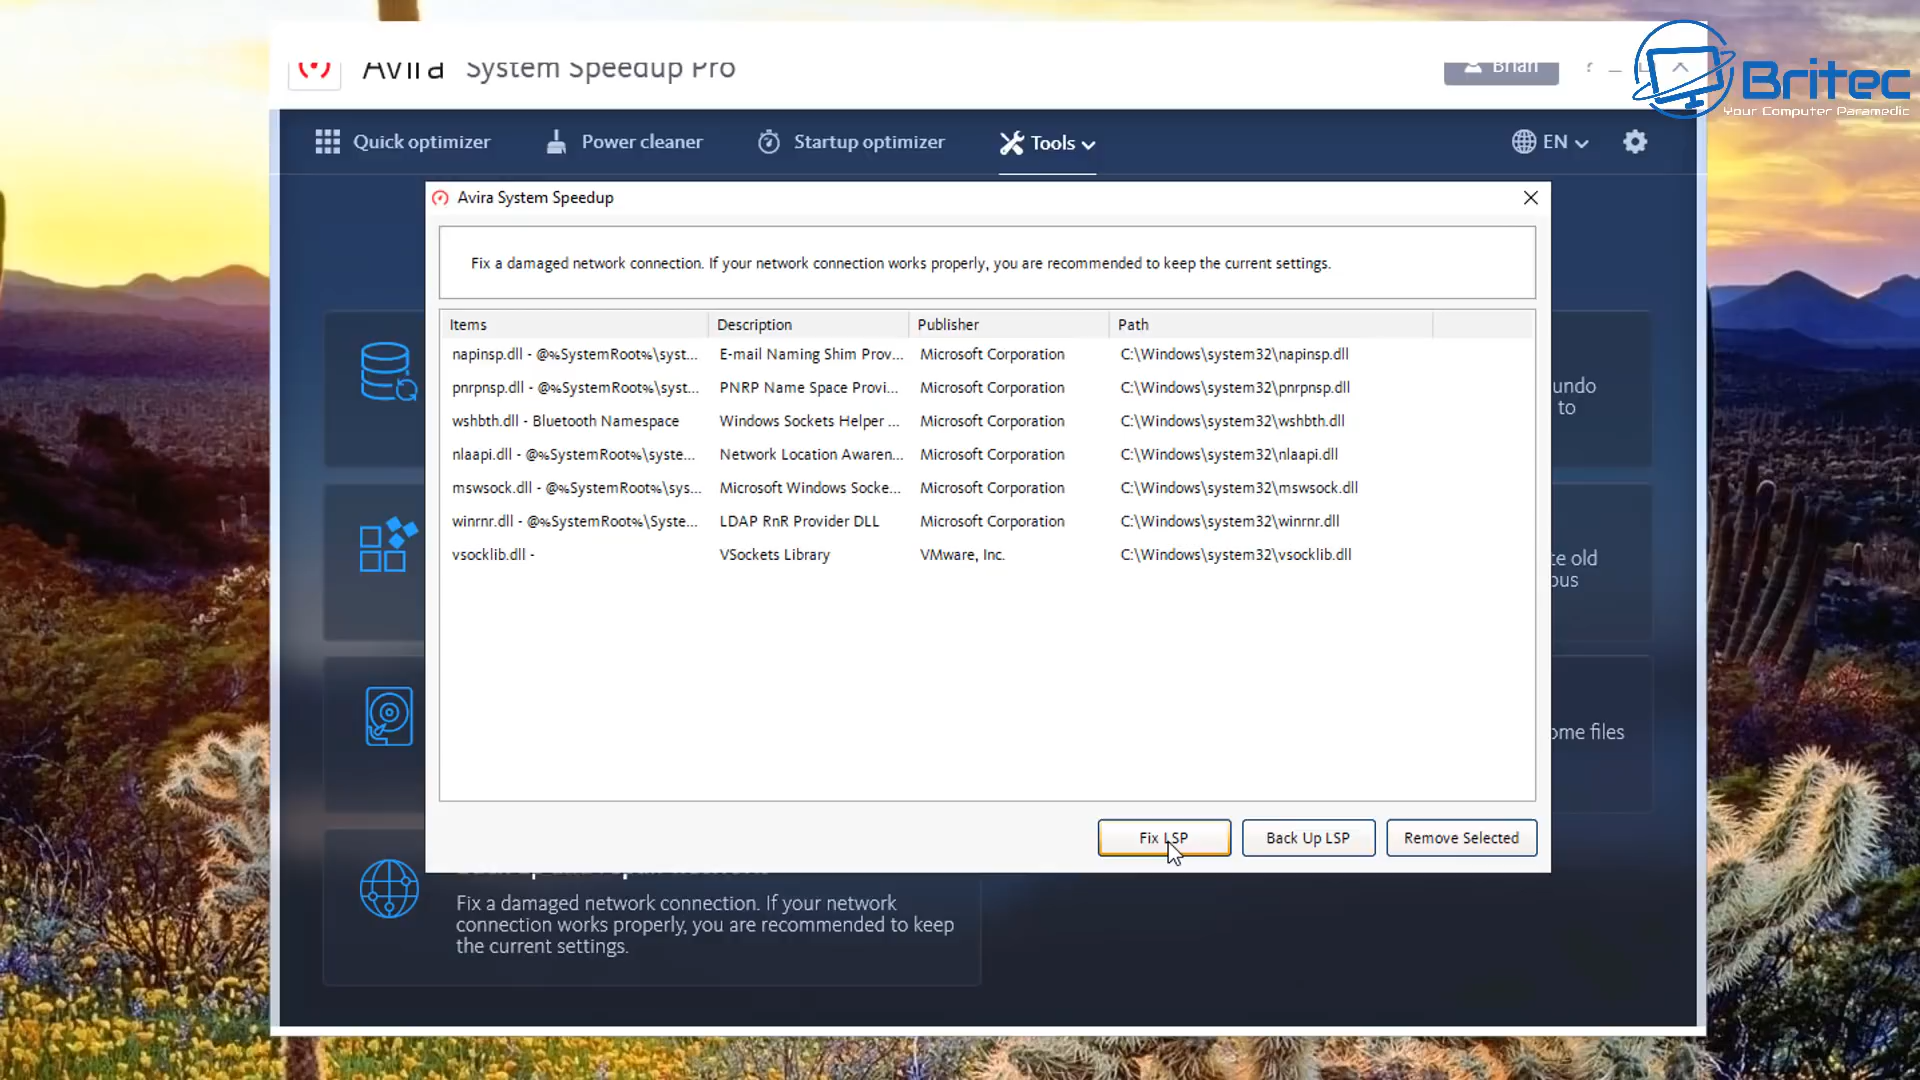 Avira System Speedup Pro
Brian
?
Britec
Your Computer Paramedic
Quick optimizer
Power cleaner
Startup optimizer
Tools
EN
Avira System Speedup
Fix a damaged network connection. If your network connection works properly, you are recommended to keep the current settings.
Items Description Publisher Path
napinsp.dll - @%SystemRoot%\syst... E-mail Naming Shim Prov... Microsoft Corporation C:\Windows\system32\napinsp.dll
pnrpnsp.dll - @%SystemRoot%\syst... PNRP Name Space Provi... Microsoft Corporation C:\Windows\system32\pnrpnsp.dll
wshbth.dll - Bluetooth Namespace Windows Sockets Helper ... Microsoft Corporation C:\Windows\system32\wshbth.dll
nlaapi.dll - @%SystemRoot%\syste... Network Location Awaren... Microsoft Corporation C:\Windows\system32\nlaapi.dll
mswsock.dll - @%SystemRoot%\sys... Microsoft Windows Socke... Microsoft Corporation C:\Windows\system32\mswsock.dll
winrnr.dll - @%SystemRoot%\Syste... LDAP RnR Provider DLL Microsoft Corporation C:\Windows\system32\winrnr.dll
vsocklib.dll - VSockets Library VMware, Inc. C:\Windows\system32\vsocklib.dll
undo
to
te old
ous
ome files
Fix LSP
Back Up LSP
Remove Selected
Fix a damaged network connection. If your network
connection works properly, you are recommended to keep
the current settings.